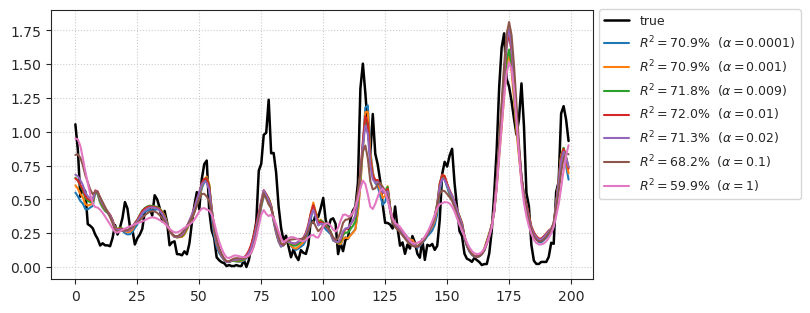 1.75
1.50
1.25
1.00
0.75
0.50
0.25
0.00
0 25 50 75 100 125 150 175 200
true
R² = 70.9% (α = 0.0001)
R² = 70.9% (α = 0.001)
R² = 71.8% (α = 0.009)
R² = 72.0% (α = 0.01)
R² = 71.3% (α = 0.02)
R² = 68.2% (α = 0.1)
R² = 59.9% (α = 1)